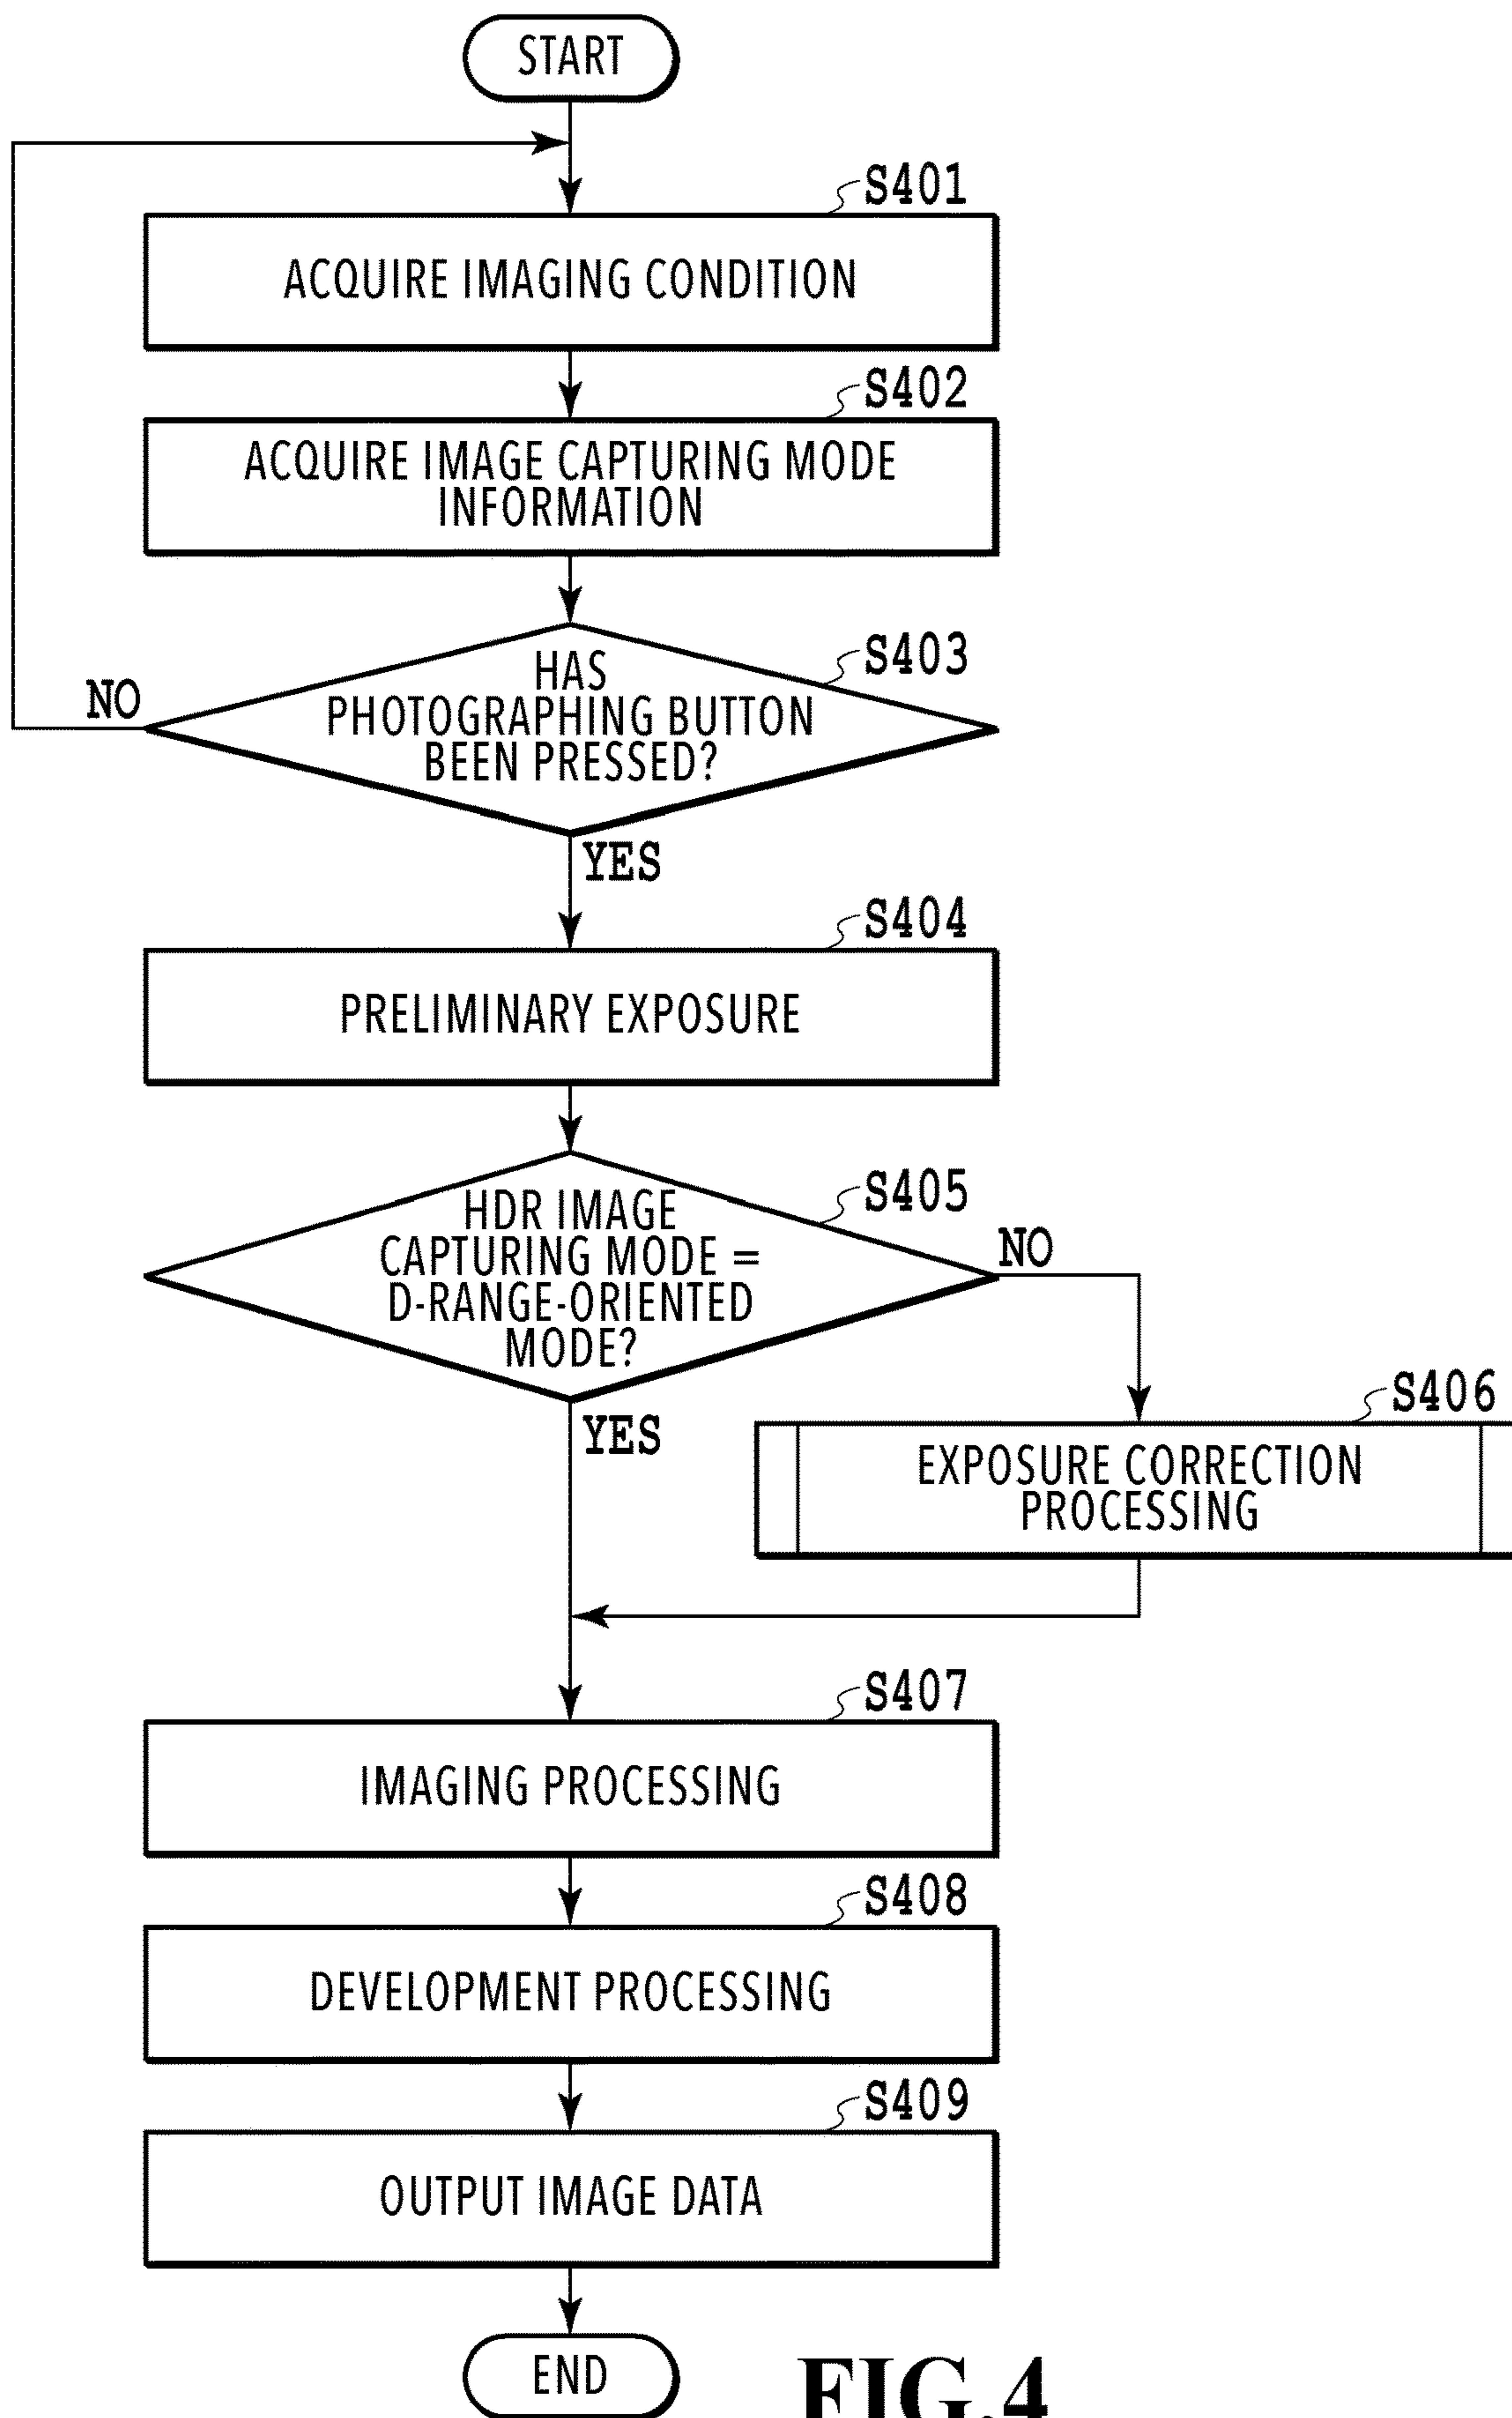 START
S401
ACQUIRE IMAGING CONDITION
S402
ACQUIRE IMAGE CAPTURING MODE
INFORMATION
S403
HAS
PHOTOGRAPHING BUTTON
BEEN PRESSED?
NO
YES
S404
PRELIMINARY EXPOSURE
S405
HDR IMAGE
CAPTURING MODE =
D-RANGE-ORIENTED
MODE?
NO
YES
S406
EXPOSURE CORRECTION
PROCESSING
S407
IMAGING PROCESSING
S408
DEVELOPMENT PROCESSING
S409
OUTPUT IMAGE DATA
END
FIG.4